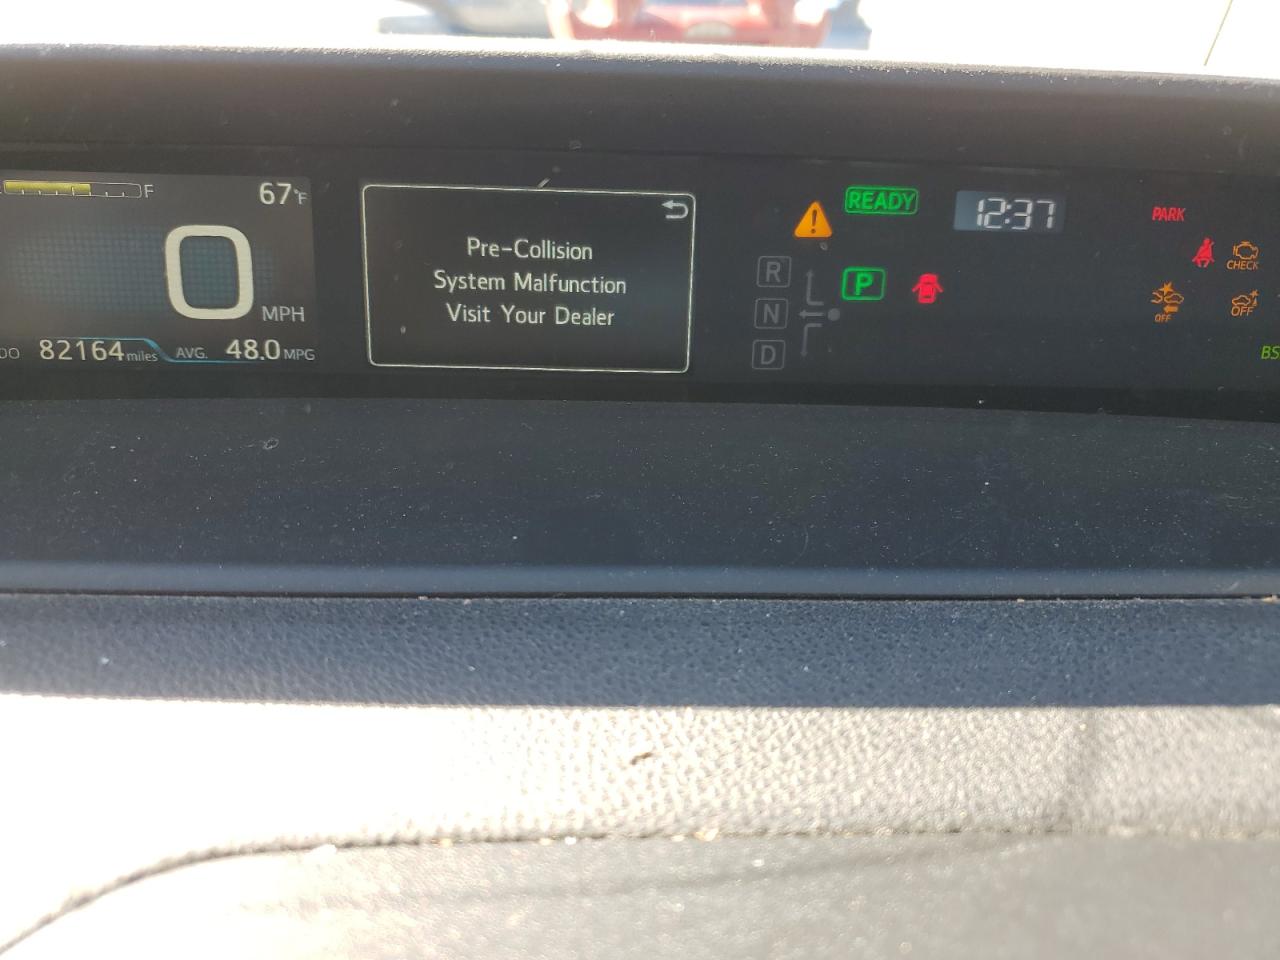 F
67°F
0
MPH
82164 miles
AVG. 48.0 MPG
Pre-Collision
System Malfunction
Visit Your Dealer
READY
12:37
R
P
N
D
PARK
CHECK
OFF
OFF